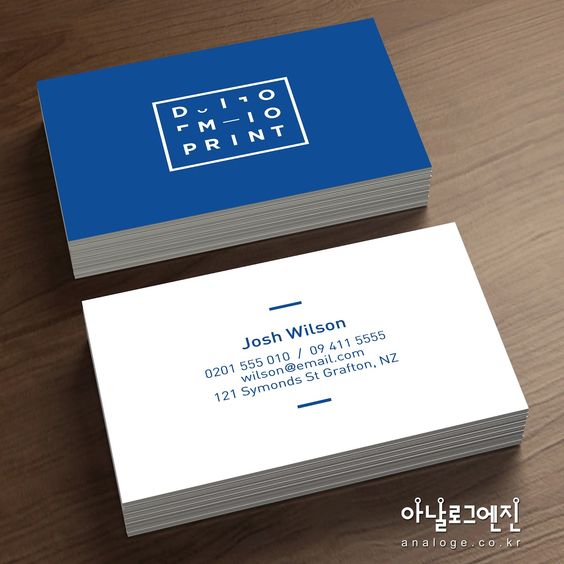 PRINT
Josh Wilson
0201 555 010 / 09 411 5555
wilson@email.com
121 Symonds St Grafton, NZ
아날로그엔진
analoge.co.kr